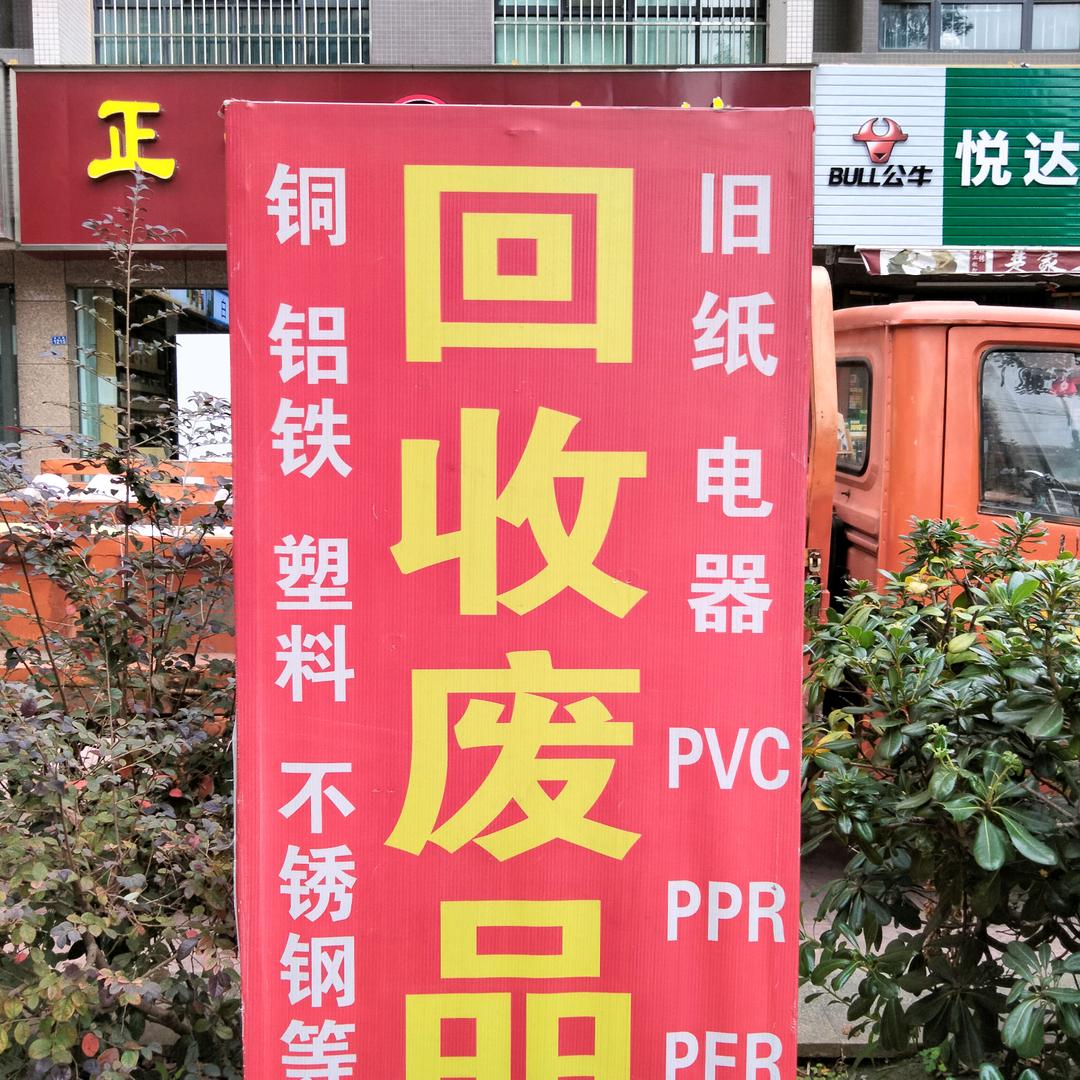 正
BULL公牛
悦达
回收废品
铜
铝铁
塑料
不锈钢等
旧纸
电器
PVC
PPR
PER